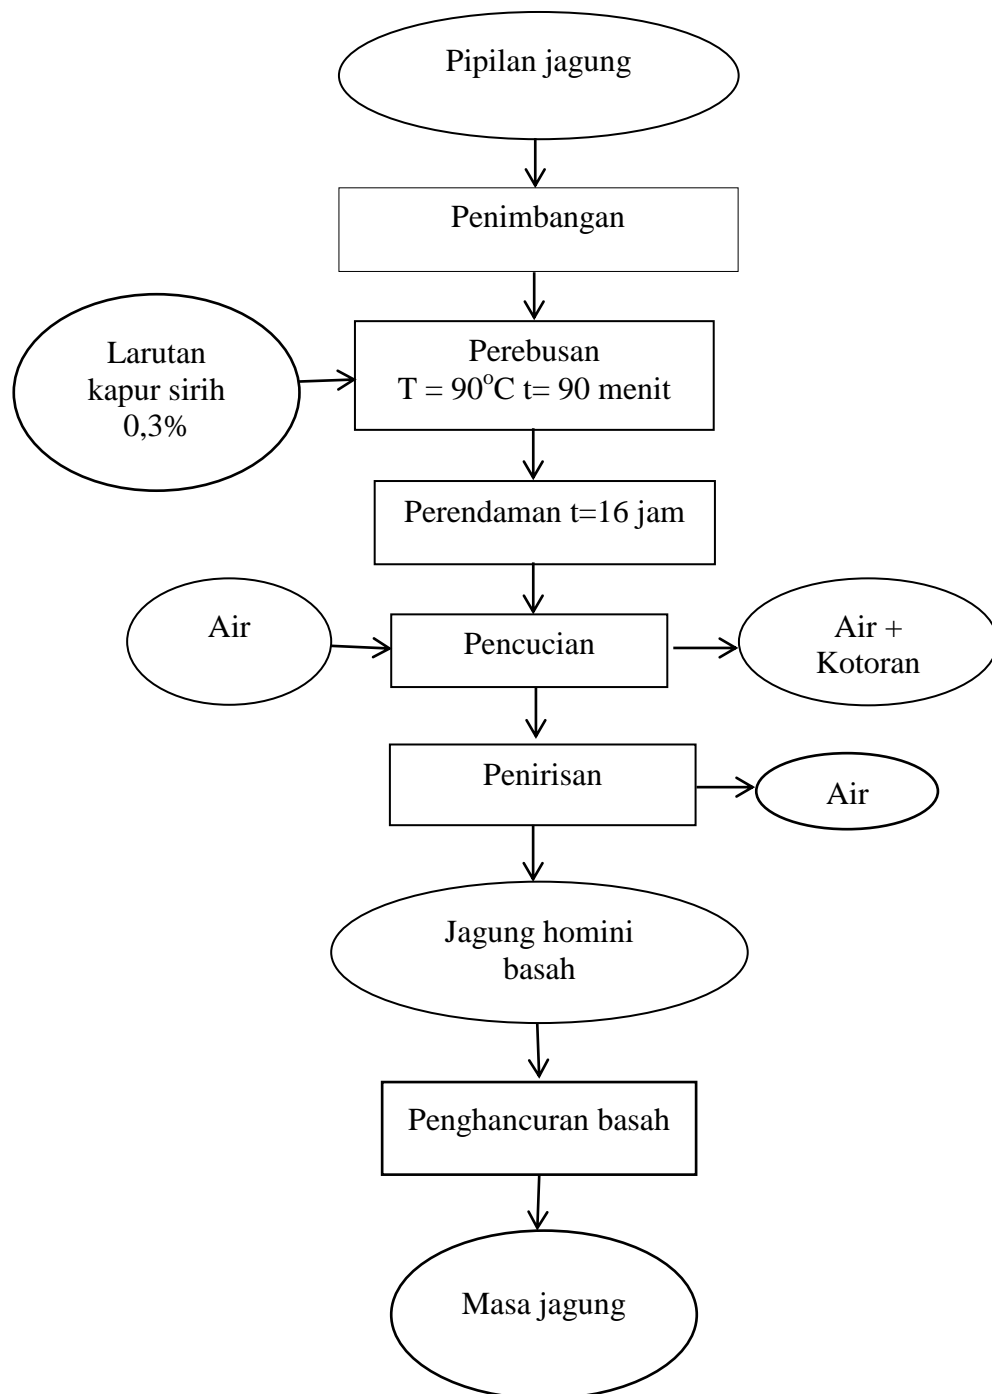 Pipilan jagung
Penimbangan
Larutan
kapur sirih
0,3%
Perebusan
T = 90°C t= 90 menit
Perendaman t=16 jam
Air
Pencucian
Air +
Kotoran
Penirisan
Air
Jagung homini
basah
Penghancuran basah
Masa jagung